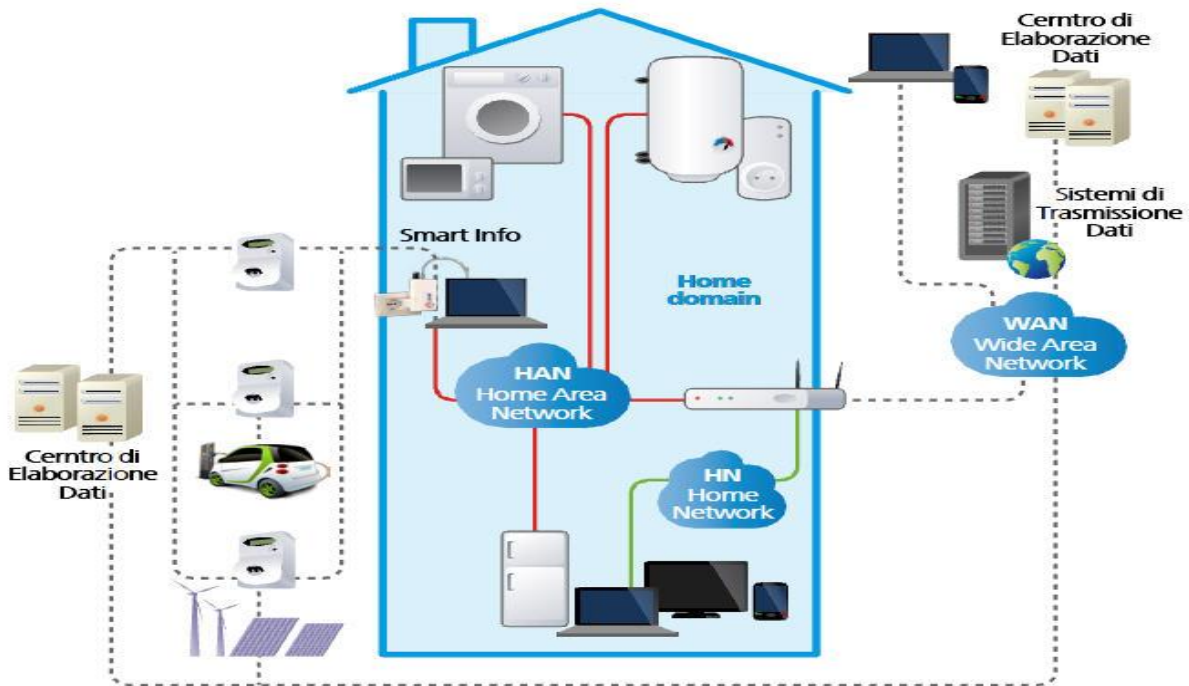 Cerntro di
Elaborazione
Dati
Sistemi di
Trasmissione
Dati
Smart Info
Home
domain
WAN
Wide Area
Network
HAN
Home Area
Network
Cerntro di
Elaborazione
Dati
HN
Home
Network